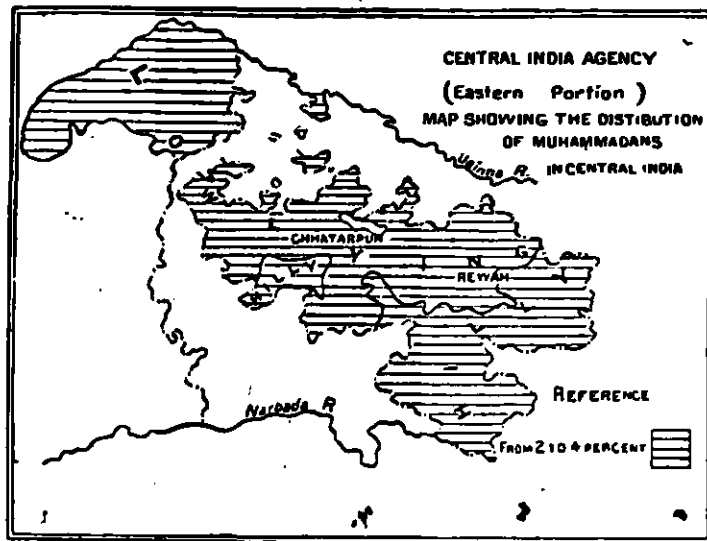 CENTRAL INDIA AGENCY
(Eastern Portion)
MAP SHOWING THE DISTIBUTION
OF MUHAMMADANS
IN CENTRAL INDIA
R.
CHHATARPUR
REWAH
Narbada R
REFERENCE
FROM 2 TO 4 PERCENT